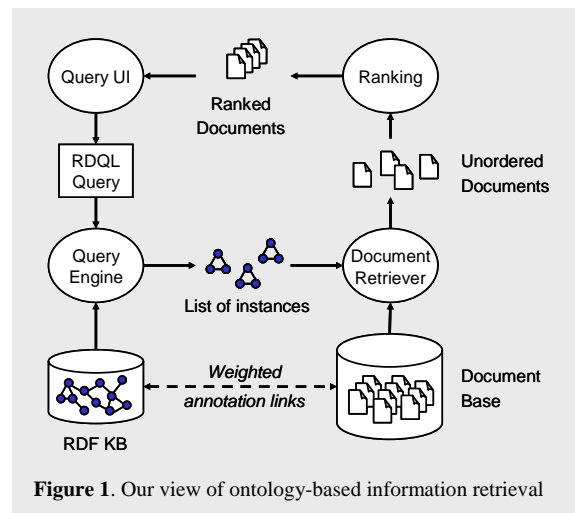 Query UI
Ranked
Documents
Ranking
RDQL
Query
Unordered
Documents
Query
Engine
List of instances
Document
Retriever
Weighted
annotation links
RDF KB
Document
Base
Figure 1. Our view of ontology-based information retrieval